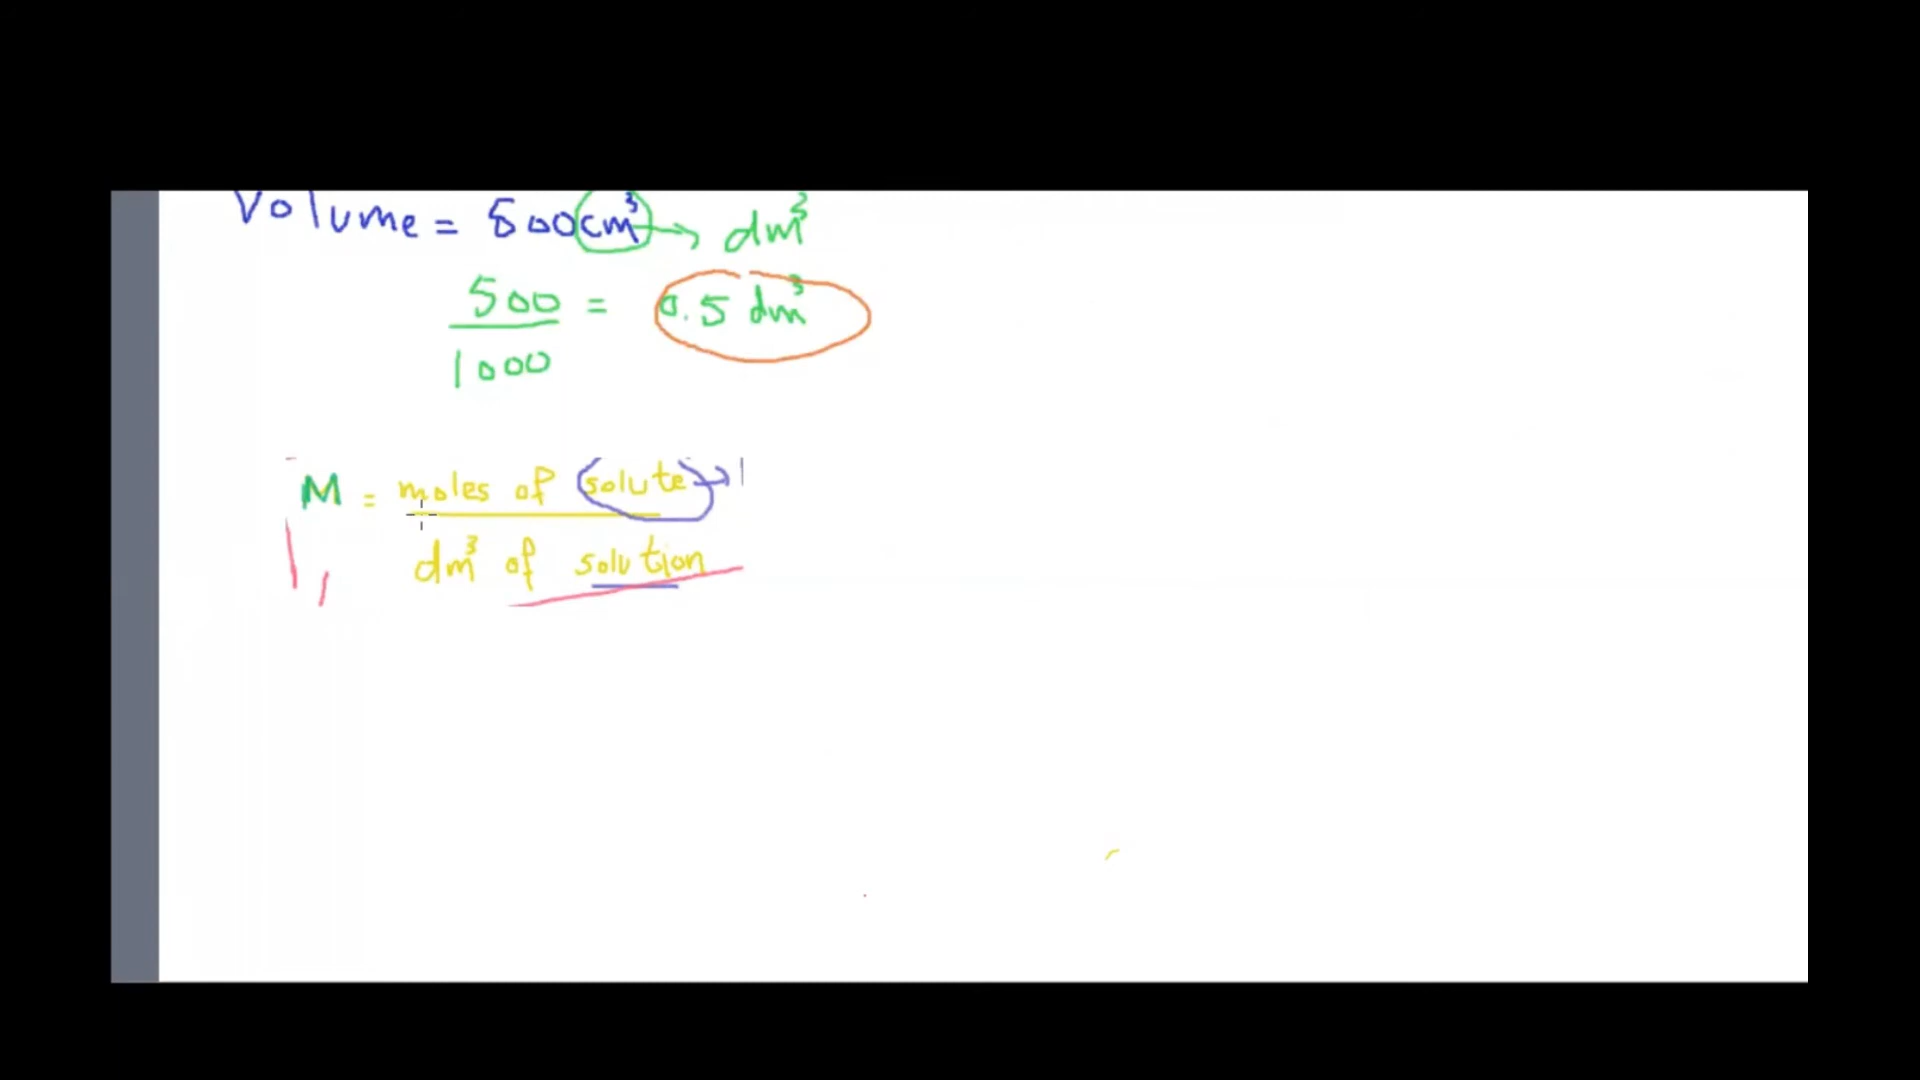 Volume = 500cm³ → dm³
500 = 0.5 dm³
1000
M = moles of solute →
dm³ of solution